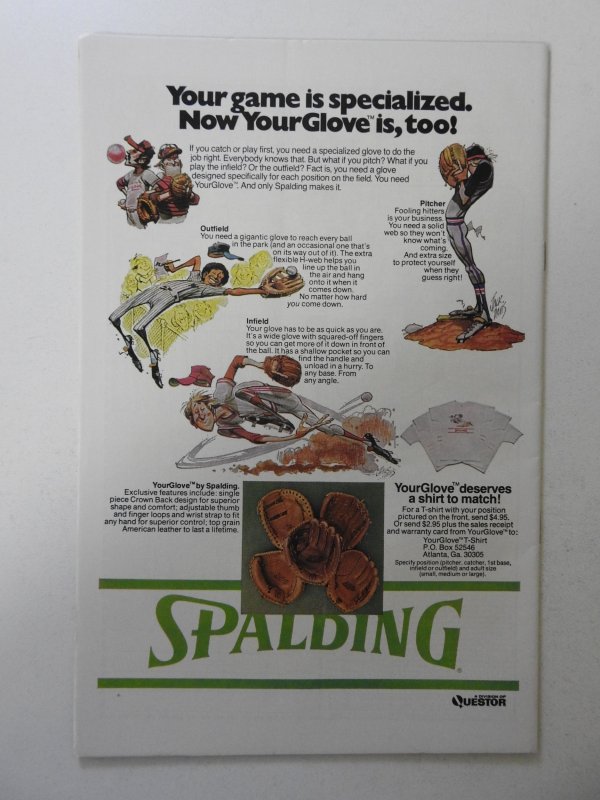 Your game is specialized.
Now YourGlove™ is, too!
If you catch or play first, you need a specialized glove to do the
job right. Everybody knows that. But what if you pitch? What if you
play the infield? Or the outfield? Fact is, you need a glove
designed specifically for each position on the field. You need
YourGlove™. And only Spalding makes it.
Pitcher
Fooling hitters
is your business.
You need a solid
web so they won't
know what's
coming.
And extra size
to protect yourself
when they
guess right!
Outfield
You need a gigantic glove to reach every ball
in the park (and an occasional one that's
on its way out of it). The extra
flexible H-web helps you
line up the ball in
the air and hang
onto it when it
comes down.
No matter how hard
you come down.
Infield
Your glove has to be as quick as you are.
It's a wide glove with squared-off fingers
so you can get more of it down in front of
the ball. It has a shallow pocket so you can
find the handle and
unload in a hurry. To
any base. From
any angle.
YourGlove™ by Spalding.
Exclusive features include: single
piece Crown Back design for superior
shape and comfort; adjustable thumb
and finger loops and wrist strap to fit
any hand for superior control; top grain
American leather to last a lifetime.
YourGlove™ deserves
a shirt to match!
For a T-shirt with your position
pictured on the front, send $4.95.
Or send $2.95 plus the sales receipt
and warranty card from YourGlove™ to:
YourGlove™ T-Shirt
P.O. Box 52546
Atlanta, Ga. 30305
Specify position (pitcher, catcher, 1st base,
infield or outfield) and adult size
(small, medium or large).
SPALDING®
A DIVISION OF
QUESTOR